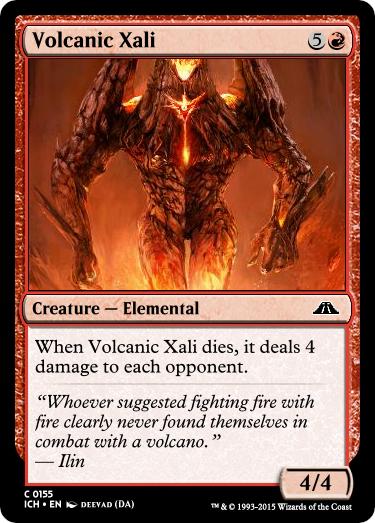 Volcanic Xali 5
Creature — Elemental
When Volcanic Xali dies, it deals 4
damage to each opponent.
“Whoever suggested fighting fire with
fire clearly never found themselves in
combat with a volcano.”
— Ilin
4/4
C 0155
ICH • EN DEEVAD (DA)
™ & © 1993-2015 Wizards of the Coast